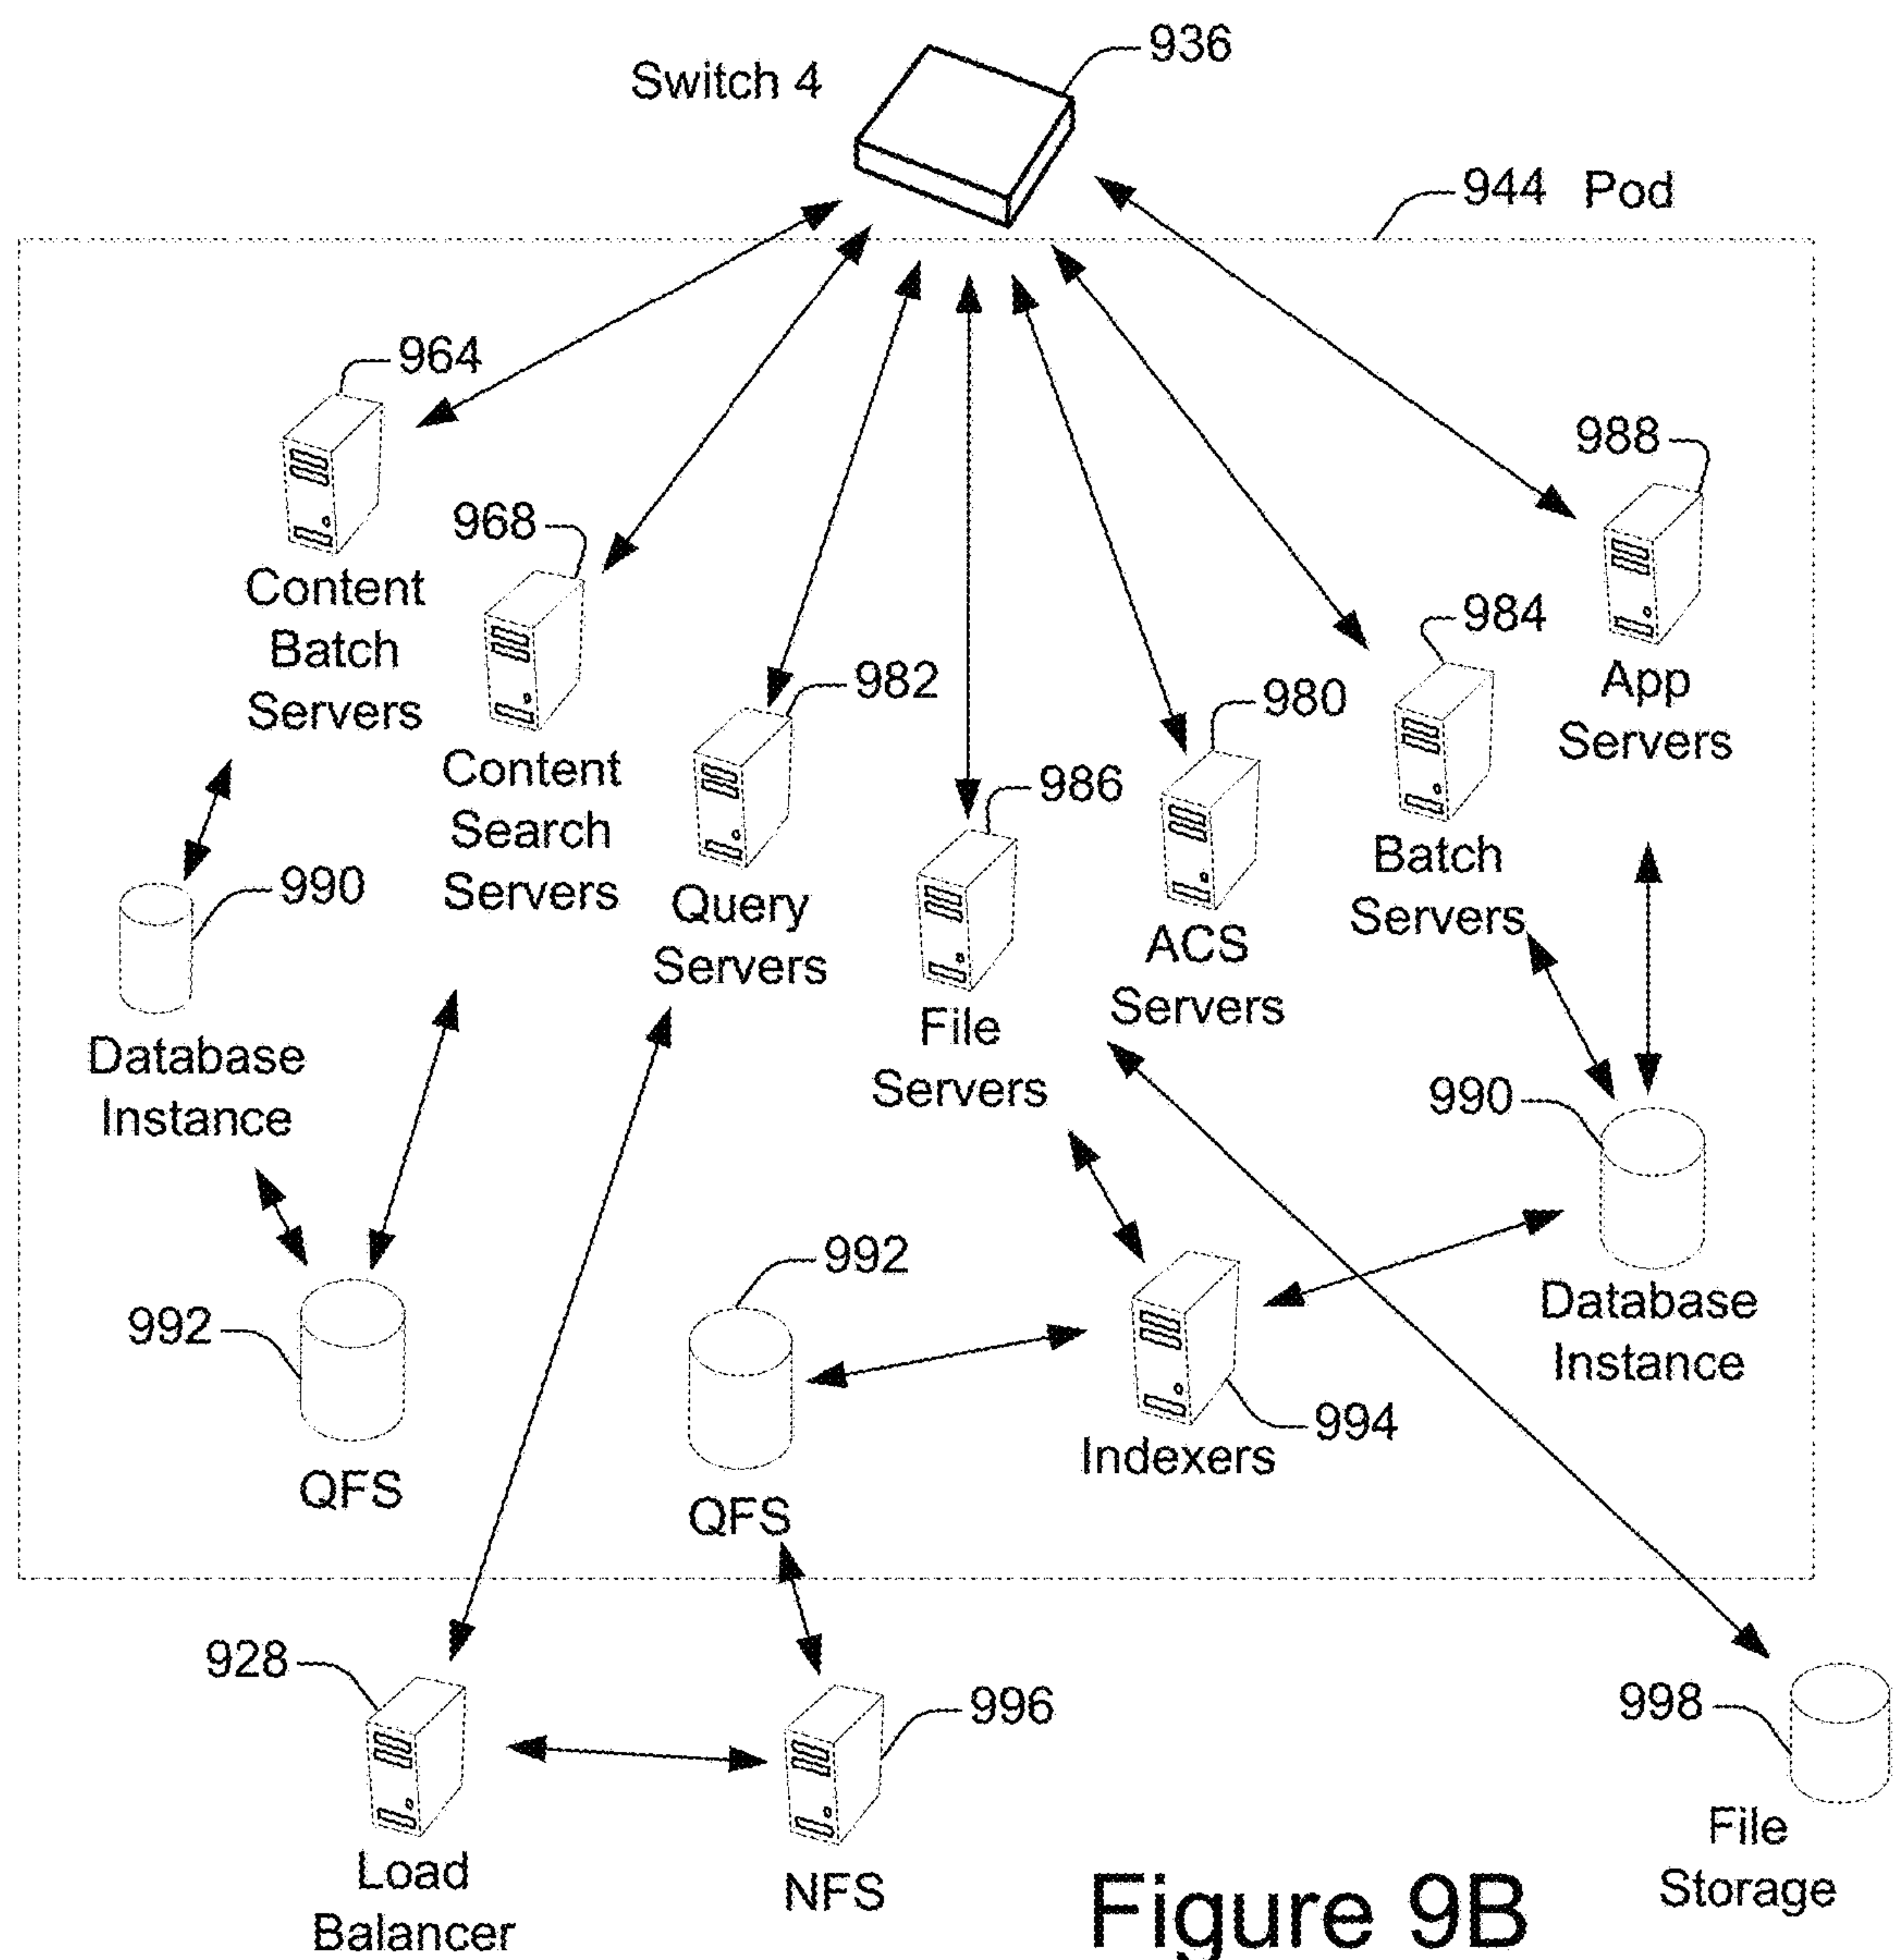 Switch 4
936
944 Pod
964
Content
Batch
Servers
968
Content
Search
Servers
982
Query
Servers
986
File
Servers
980
ACS
Servers
984
Batch
Servers
988
App
Servers
990
Database
Instance
990
Database
Instance
992
QFS
992
QFS
994
Indexers
928
Load
Balancer
996
NFS
998
File
Storage
Figure 9B